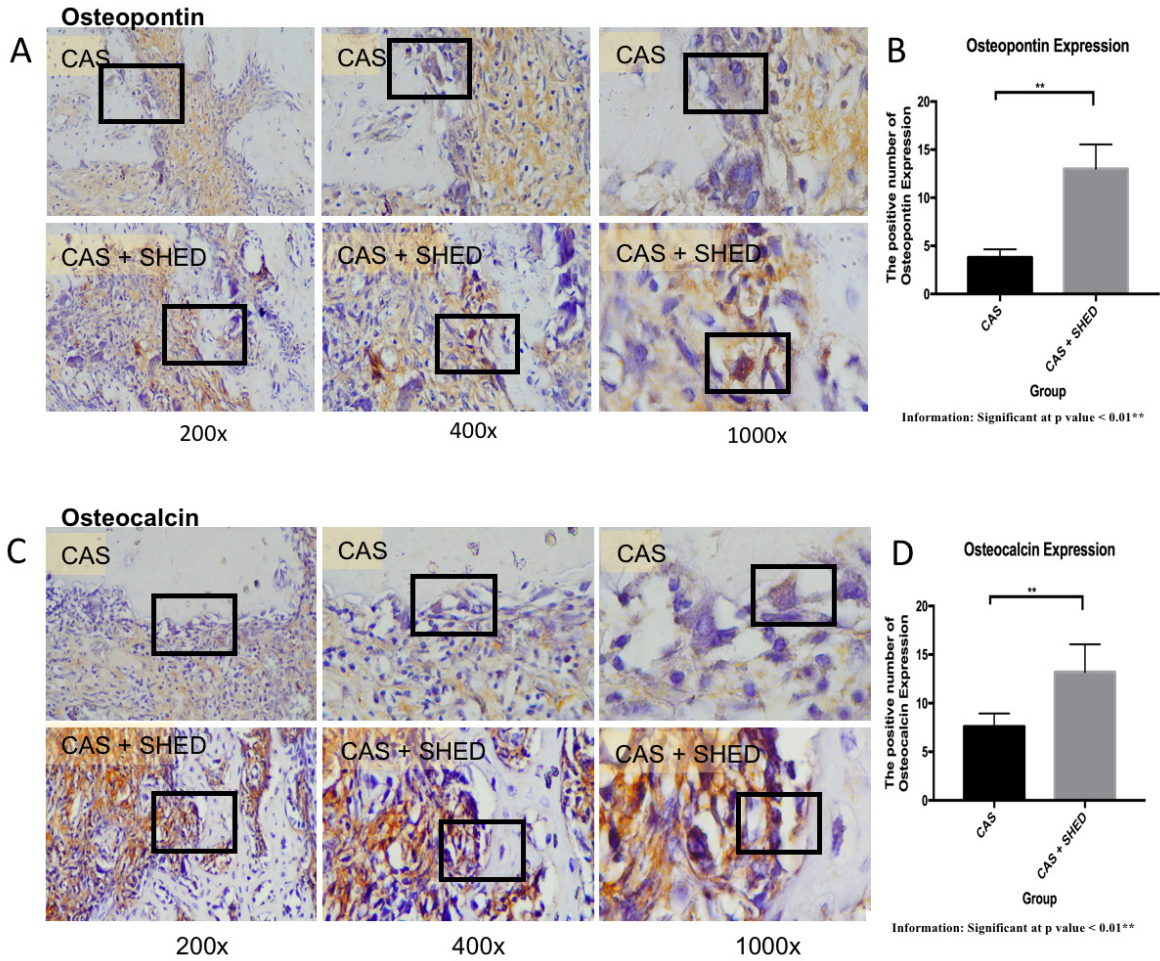 Osteopontin
A
CAS
CAS
CAS
CAS + SHED
CAS + SHED
CAS + SHED
200x
400x
1000x
B
Osteopontin Expression
**
The positive number of
Osteopontin Expression
20
15
10
5
0
CAS
CAS + SHED
Group
Information: Significant at p value < 0.01**
Osteocalcin
C
CAS
CAS
CAS
CAS + SHED
CAS + SHED
CAS + SHED
200x
400x
1000x
D
Osteocalcin Expression
**
The positive number of
Osteocalcin Expression
20
15
10
5
0
CAS
CAS + SHED
Group
Information: Significant at p value < 0.01**